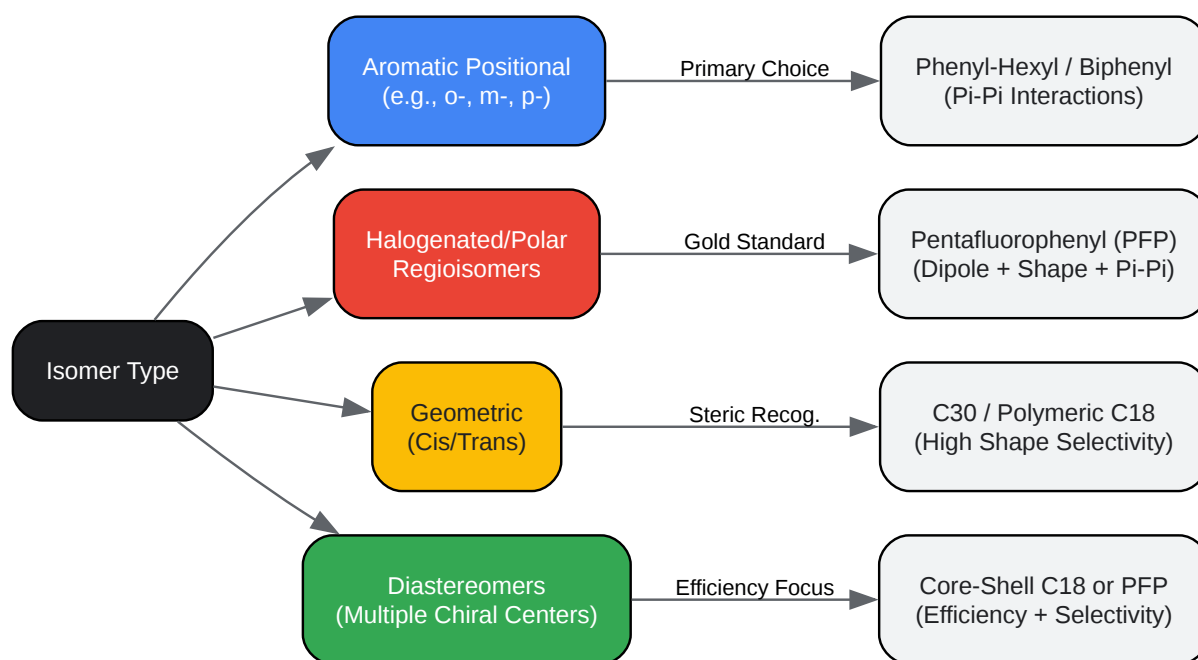 Aromatic Positional
(e.g., o-, m-, p-)
Primary Choice
Phenyl-Hexyl / Biphenyl
(Pi-Pi Interactions)
Halogenated/Polar
Regioisomers
Gold Standard
Pentafluorophenyl (PFP)
(Dipole + Shape + Pi-Pi)
Isomer Type
Geometric
(Cis/Trans)
Steric Recog.
C30 / Polymeric C18
(High Shape Selectivity)
Diastereomers
(Multiple Chiral Centers)
Efficiency Focus
Core-Shell C18 or PFP
(Efficiency + Selectivity)